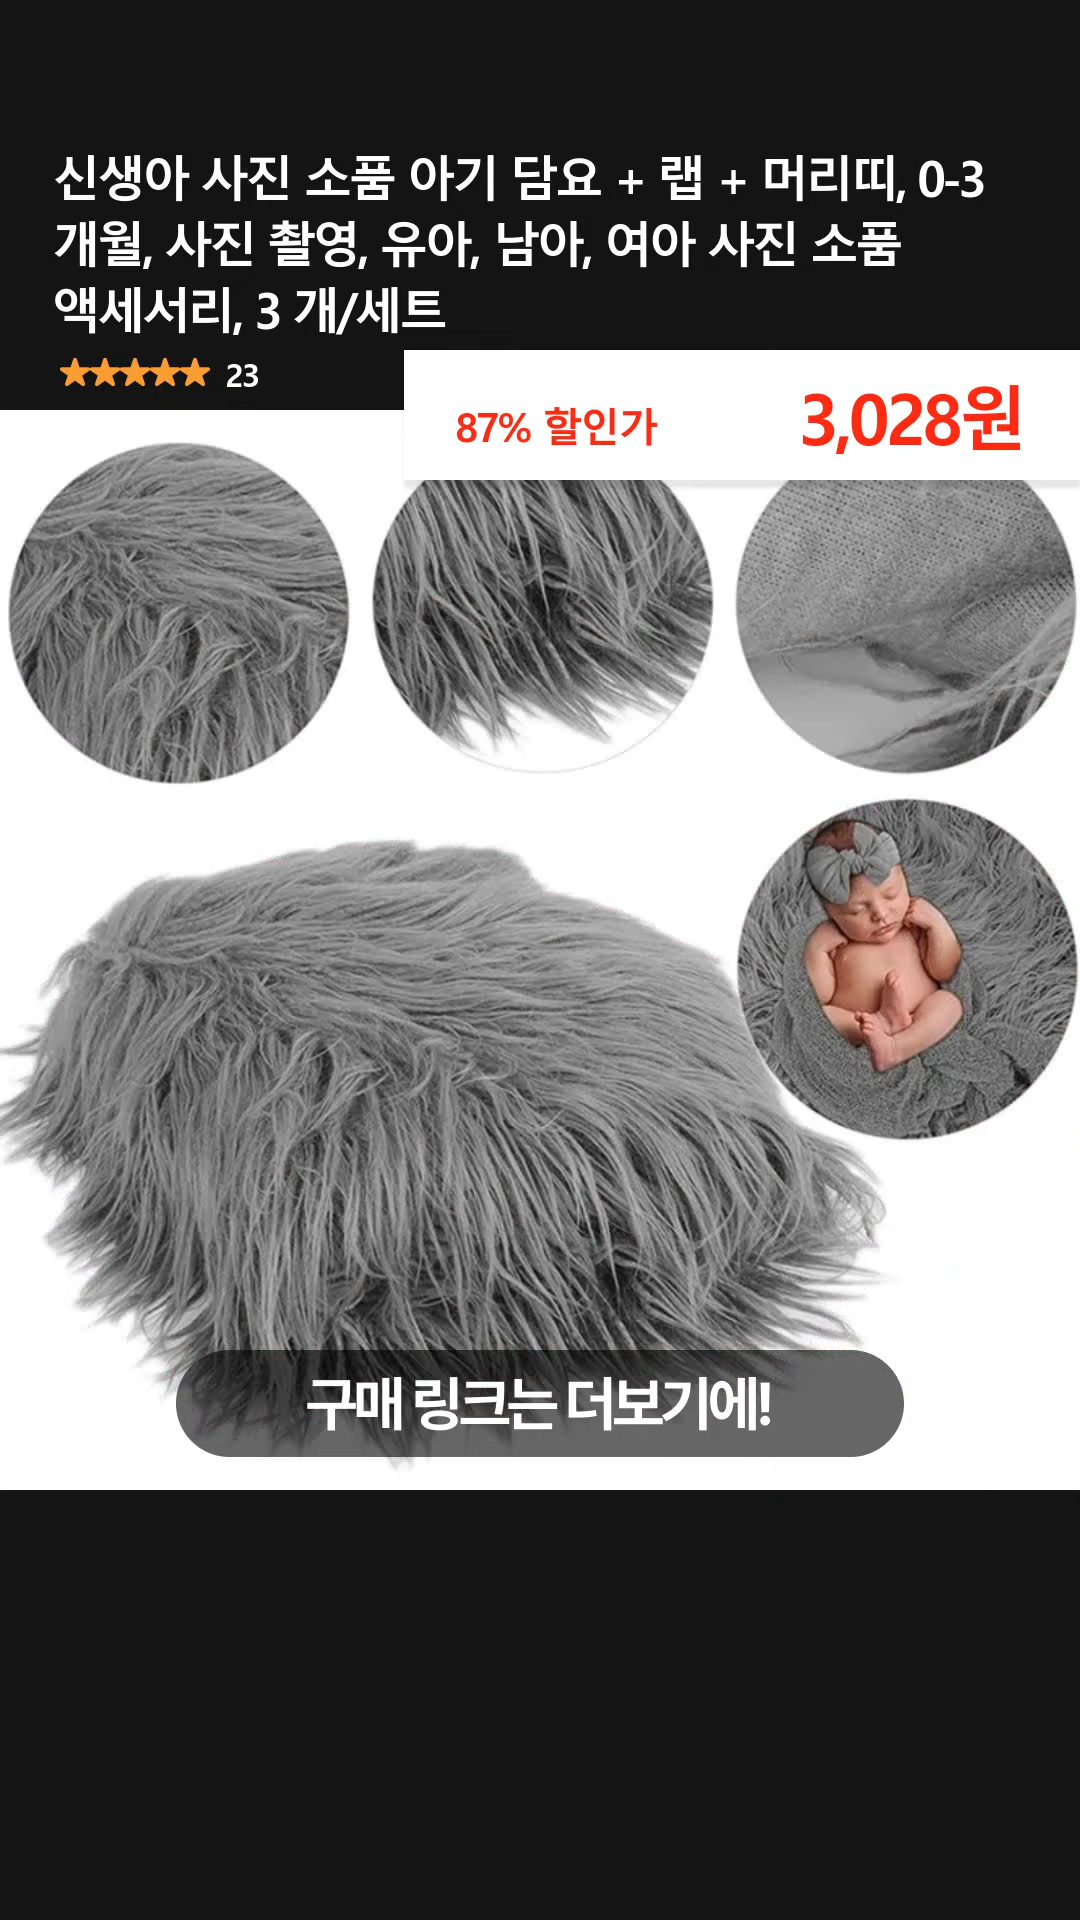 신생아 사진 소품 아기 담요 + 랩 + 머리띠, 0-3
개월, 사진 촬영, 유아, 남아, 여아 사진 소품
액세서리, 3 개/세트
23
87% 할인가
3,028원
구매 링크는 더보기에!